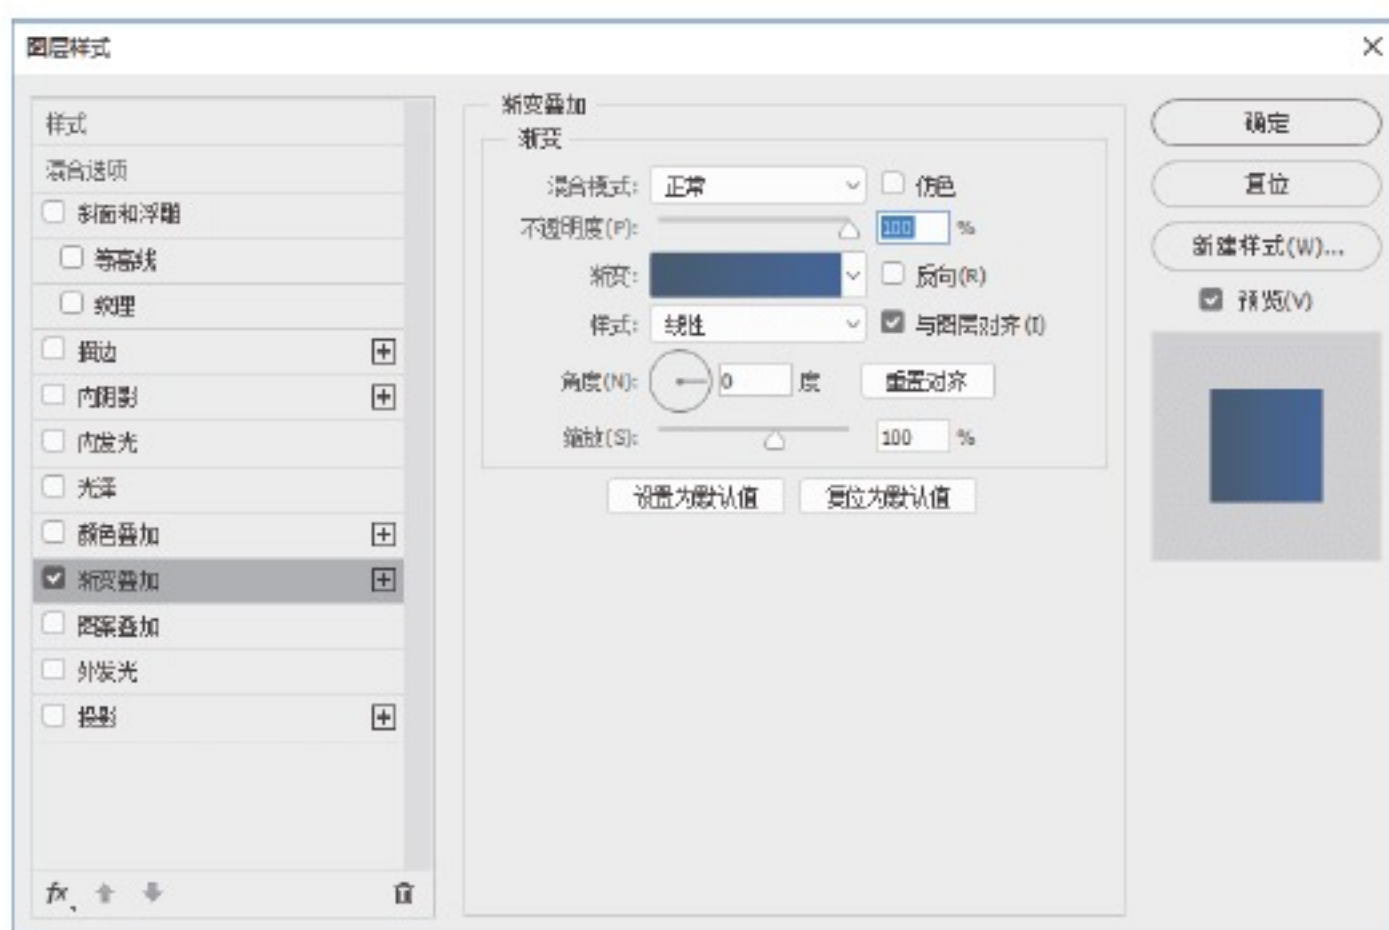 图层样式
样式
混合选项
斜面和浮雕
等高线
纹理
描边
内阴影
内发光
光泽
颜色叠加
渐变叠加
图案叠加
外发光
投影
fx
渐变叠加
渐变
混合模式: 正常 仿色
不透明度(P): 100 %
渐变: 反向(R)
样式: 线性 与图层对齐(I)
角度(N): 0 度 重置对齐
缩放(S): 100 %
设置为默认值 复位为默认值
确定
复位
新建样式(W)...
预览(V)